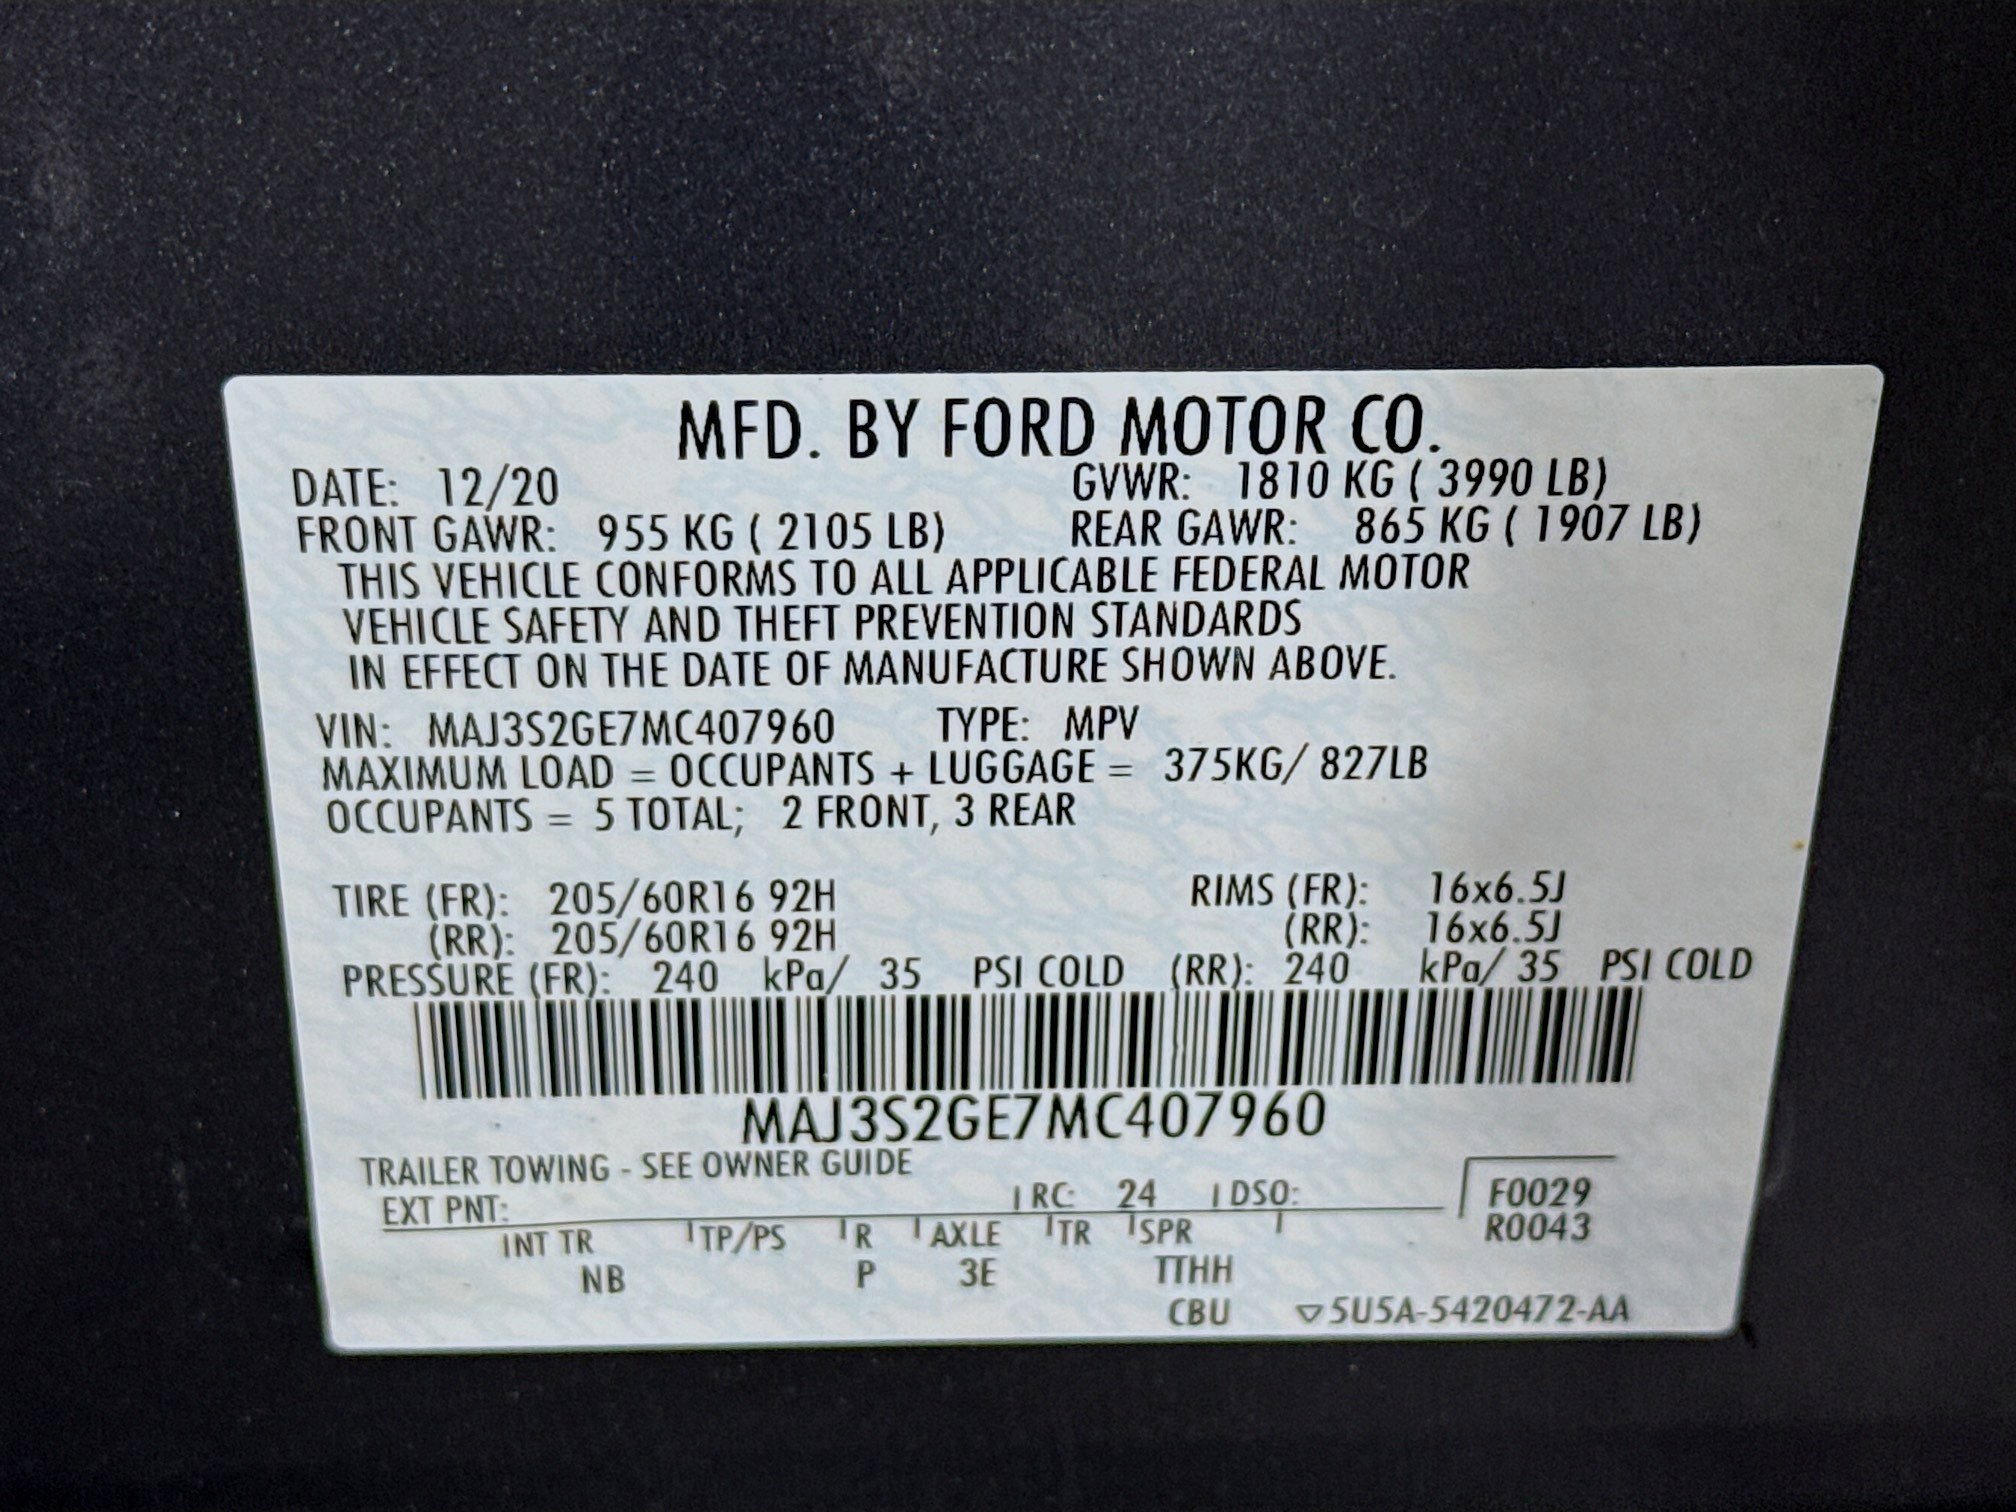 MFD. BY FORD MOTOR CO.
DATE: 12/20 GVWR: 1810 KG ( 3990 LB)
FRONT GAWR: 955 KG ( 2105 LB) REAR GAWR: 865 KG ( 1907 LB)
THIS VEHICLE CONFORMS TO ALL APPLICABLE FEDERAL MOTOR
VEHICLE SAFETY AND THEFT PREVENTION STANDARDS
IN EFFECT ON THE DATE OF MANUFACTURE SHOWN ABOVE.
VIN: MAJ3S2GE7MC407960 TYPE: MPV
MAXIMUM LOAD = OCCUPANTS + LUGGAGE = 375KG/ 827LB
OCCUPANTS = 5 TOTAL; 2 FRONT, 3 REAR
TIRE (FR): 205/60R16 92H RIMS (FR): 16x6.5J
(RR): 205/60R16 92H (RR): 16x6.5J
PRESSURE (FR): 240 kPa/ 35 PSI COLD (RR): 240 kPa/ 35 PSI COLD
MAJ3S2GE7MC407960
TRAILER TOWING - SEE OWNER GUIDE
EXT PNT: RC: 24 DSO: F0029
INT TR TP/PS R AXLE TR SPR R0043
NB P 3E TTHH
CBU ▽5U5A-5420472-AA